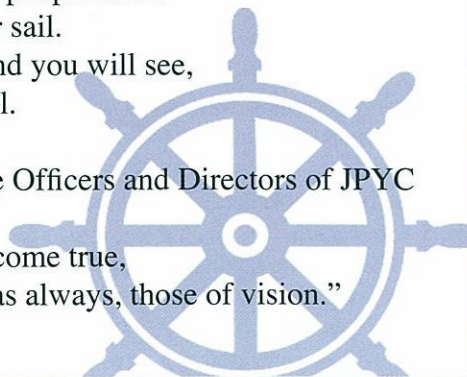 r sail.
nd you will see,
l.
e Officers and Directors of JPYC
come true,
as always, those of vision.”